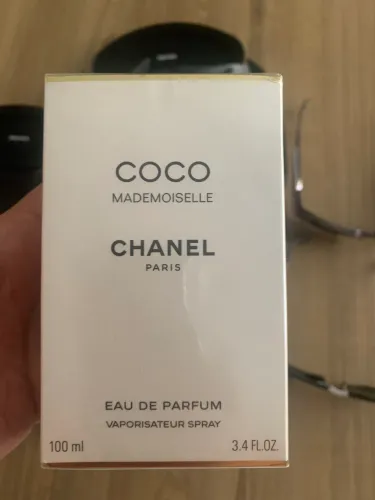 COCO
MADEMOISELLE
CHANEL
PARIS
EAU DE PARFUM
VAPORISATEUR SPRAY
100 ml 3.4 FL.OZ.